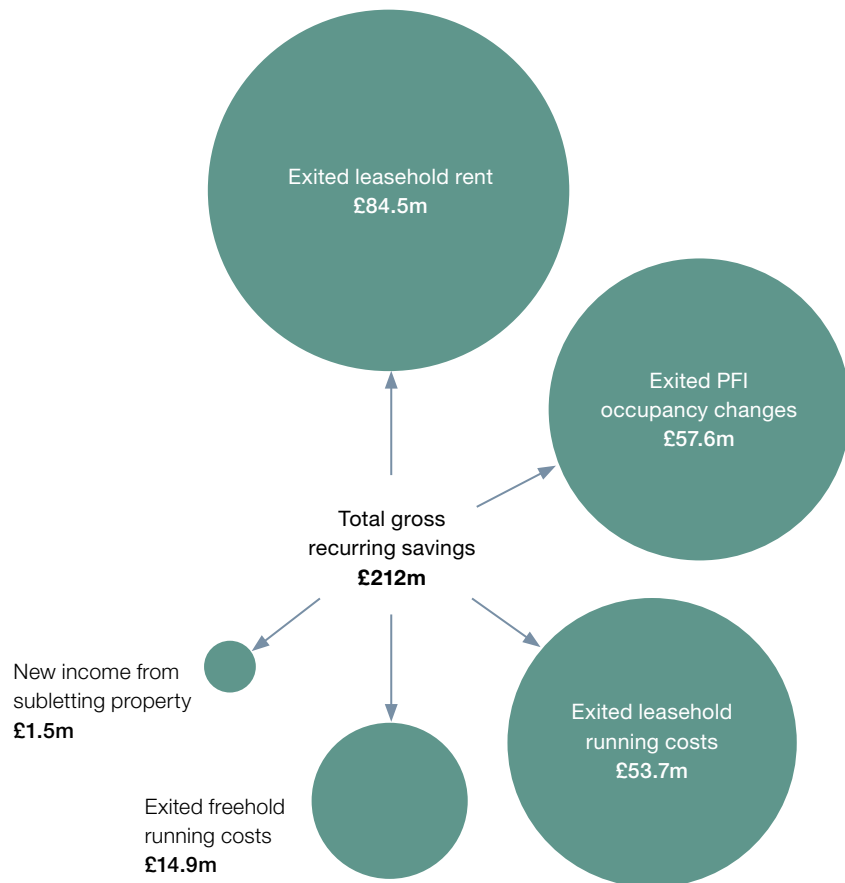 Exited leasehold rent
£84.5m
Exited PFI
occupancy changes
£57.6m
Total gross
recurring savings
£212m
New income from
subletting property
£1.5m
Exited leasehold
running costs
£53.7m
Exited freehold
running costs
£14.9m